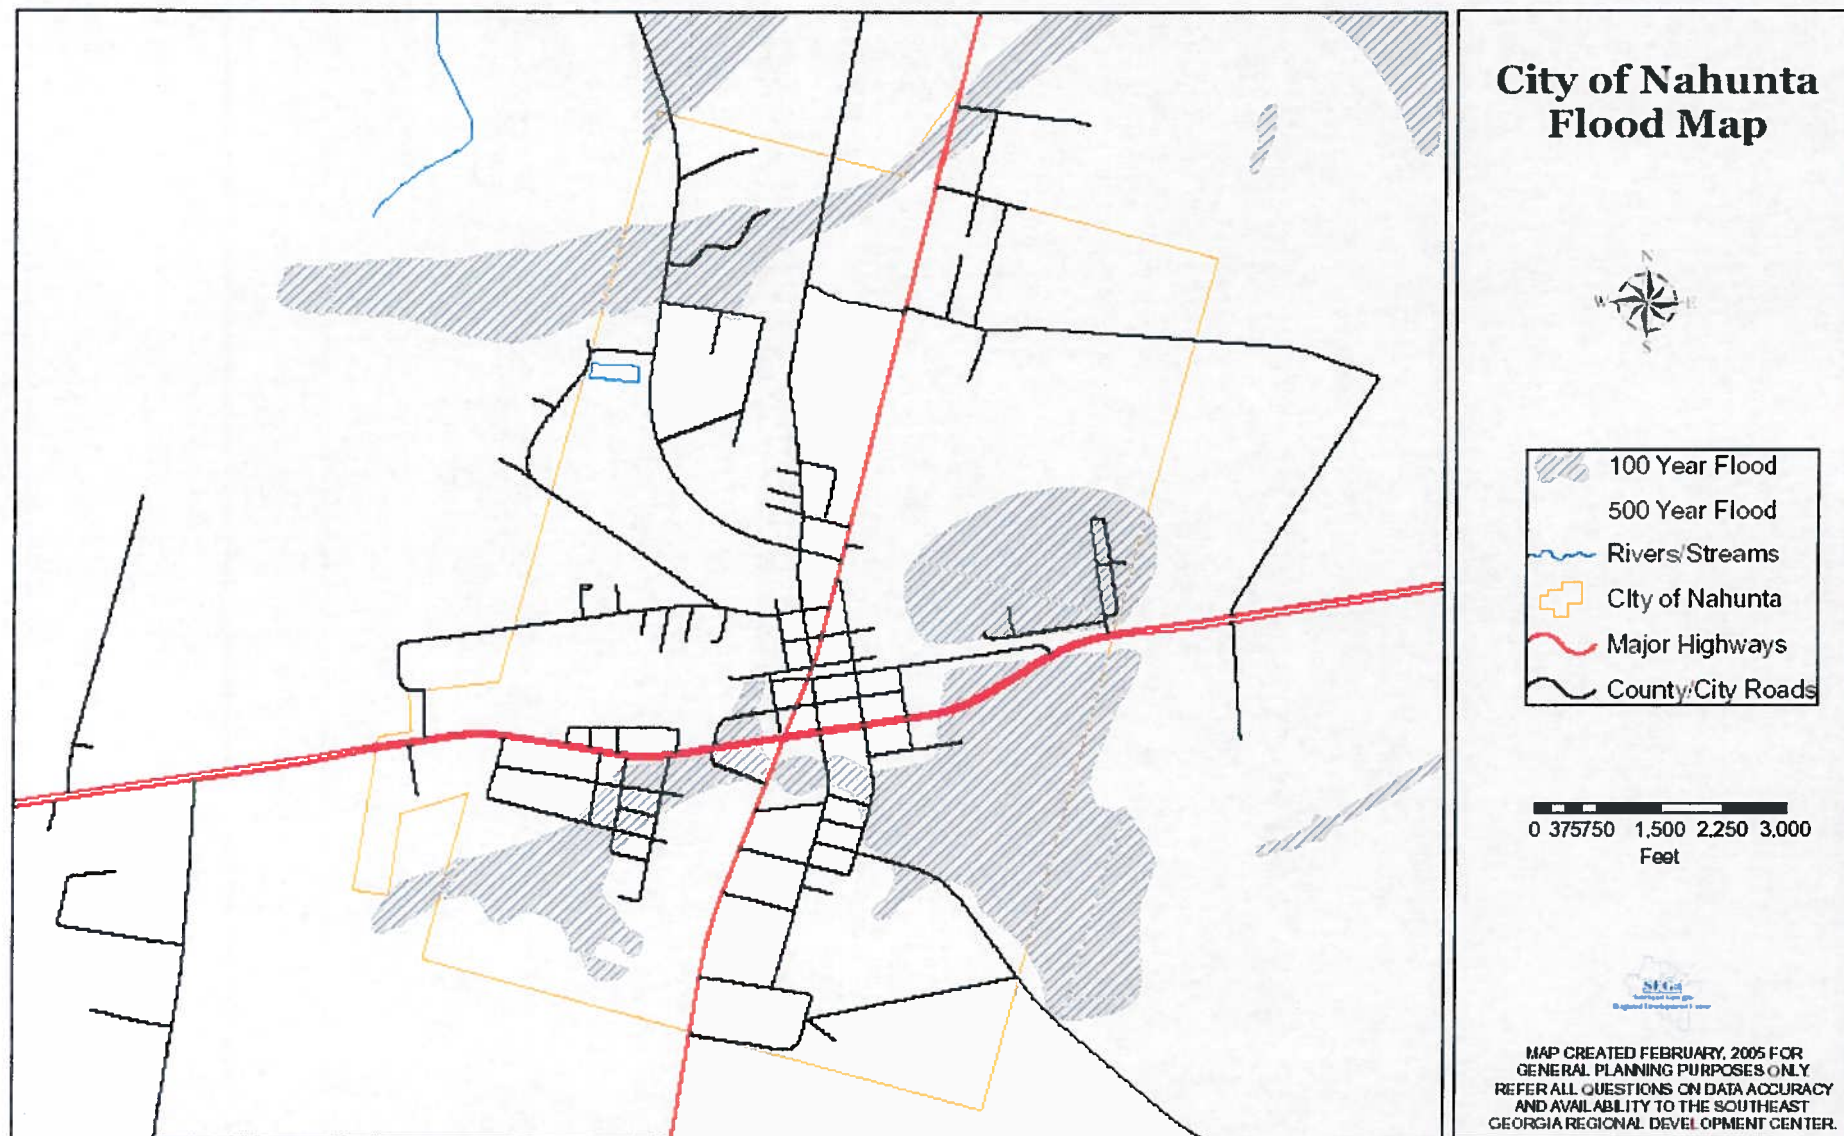 City of Nahunta
Flood Map
N
W E
S
100 Year Flood
500 Year Flood
Rivers/Streams
CIty of Nahunta
Major Highways
County/City Roads
0 375750 1,500 2,250 3,000
Feet
SEGa
MAP CREATED FEBRUARY, 2005 FOR
GENERAL PLANNING PURPOSES ONLY.
REFER ALL QUESTIONS ON DATA ACCURACY
AND AVAILABILITY TO THE SOUTHEAST
GEORGIA REGIONAL DEVELOPMENT CENTER.